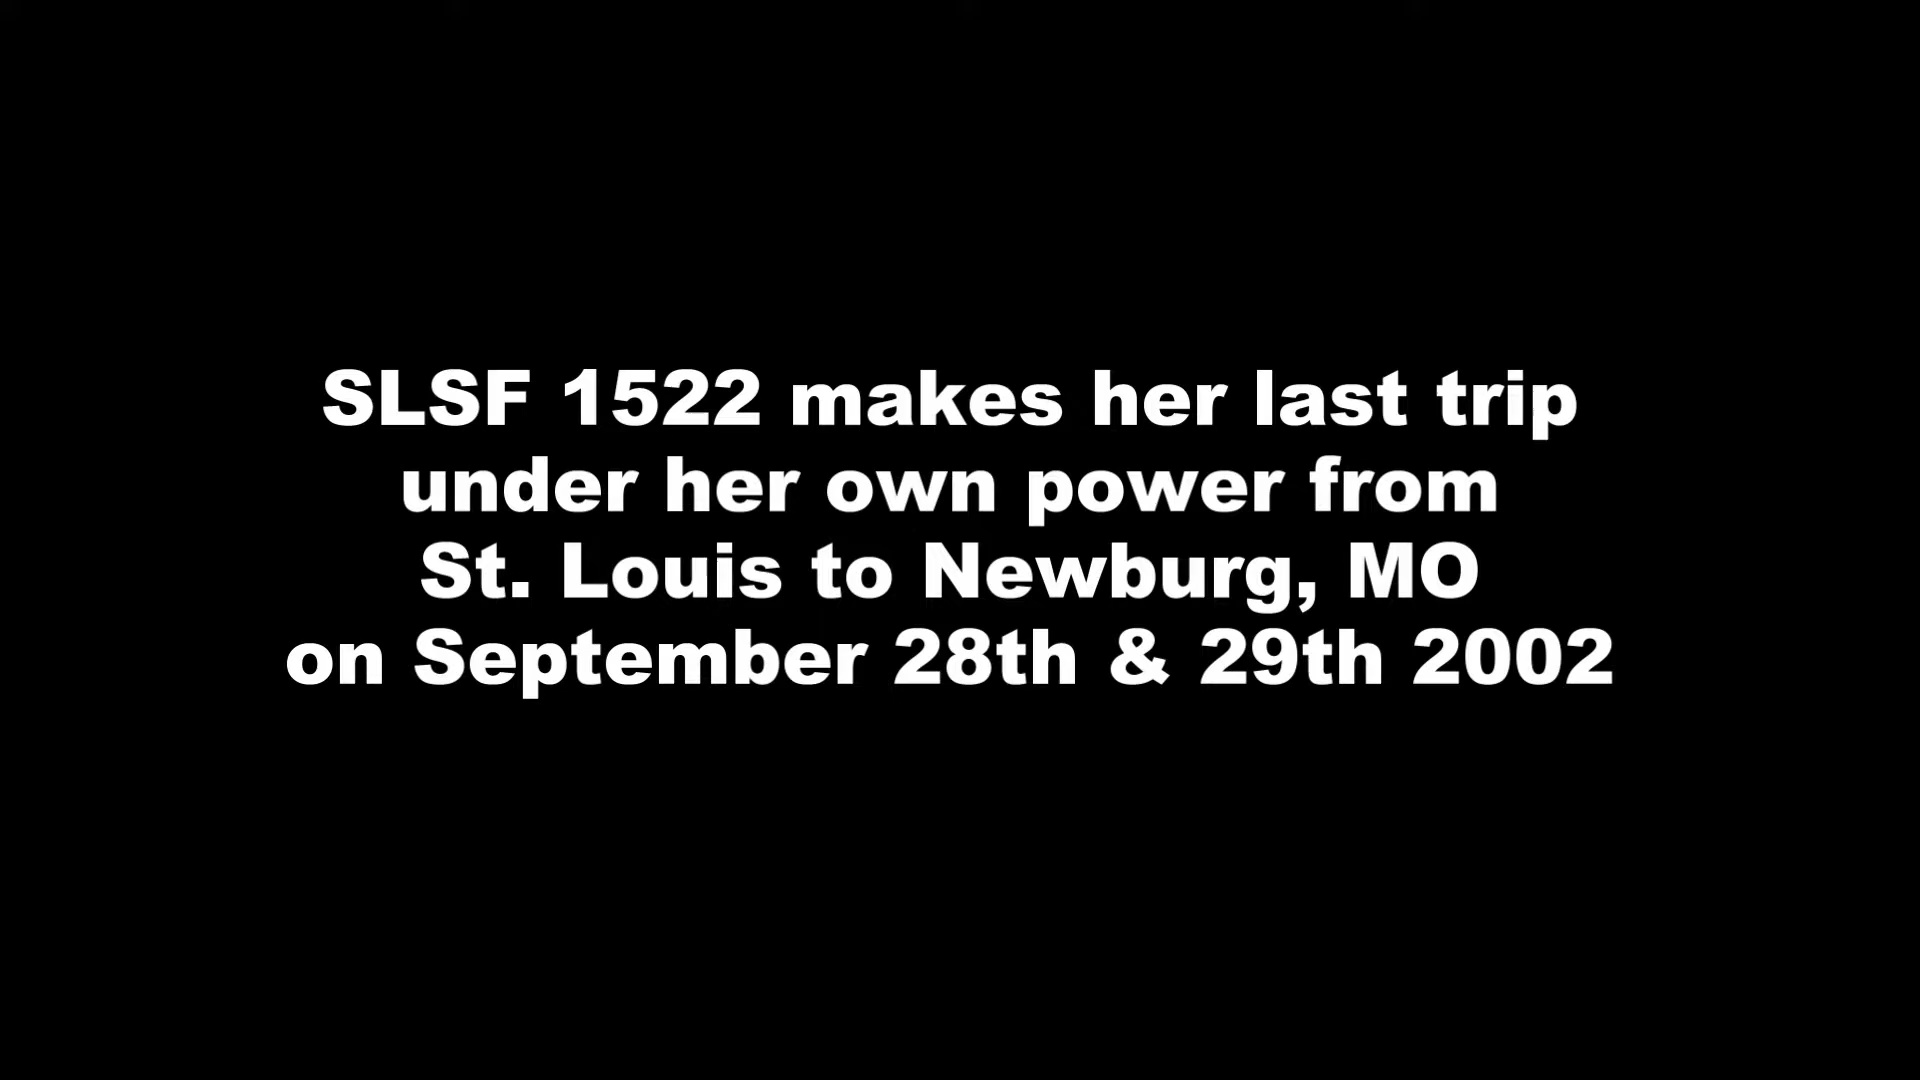 SLSF 1522 makes her last trip
under her own power from
St. Louis to Newburg, MO
on September 28th & 29th 2002